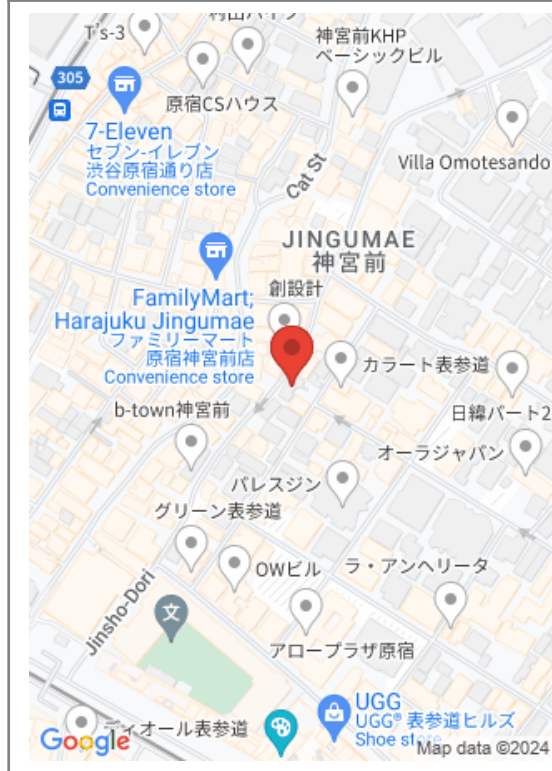 T's-3
村山ハイツ
神宮前KHP
ベーシックビル
305
原宿CSハウス
7-Eleven
セブン-イレブン
渋谷原宿通り店
Convenience store
Villa Omotesando
Cat St
JINGUMAE
神宮前
FamilyMart;
Harajuku Jingumae
ファミリーマート
原宿神宮前店
Convenience store
創設計
カラート表参道
b-town神宮前
日緯パート2
オーラジャパン
パレスジン
グリーン表参道
OWビル
ラ・アンヘリータ
Jinsho-Dori
文
アロープラザ原宿
UGG
UGG® 表参道ヒルズ
Shoe store
ディオール表参道
Google
Map data ©2024